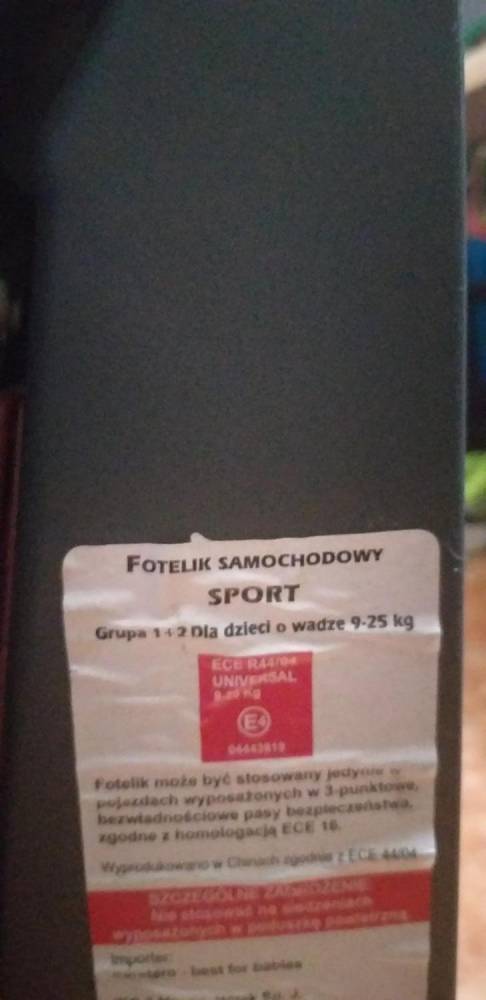 FOTELIK SAMOCHODOWY
SPORT
Grupa 1+2 Dla dzieci o wadze 9-25 kg
ECE R44/04
UNIVERSAL
9-25 Kg
E4
Fotelik może być stosowany jedynie w
pojazdach wyposażonych w 3-punktowe,
bezwładnościowe pasy bezpieczeństwa,
zgodne z homologacją ECE 16.
Wyprodukowano w Chinach zgodnie z ECE 44/04
SZCZEGÓLNE ZAGROŻENIE
Nie stosować na siedzeniach
wyposażonych w poduszkę powietrzną
Importer:
- best for babies
Sp. J.